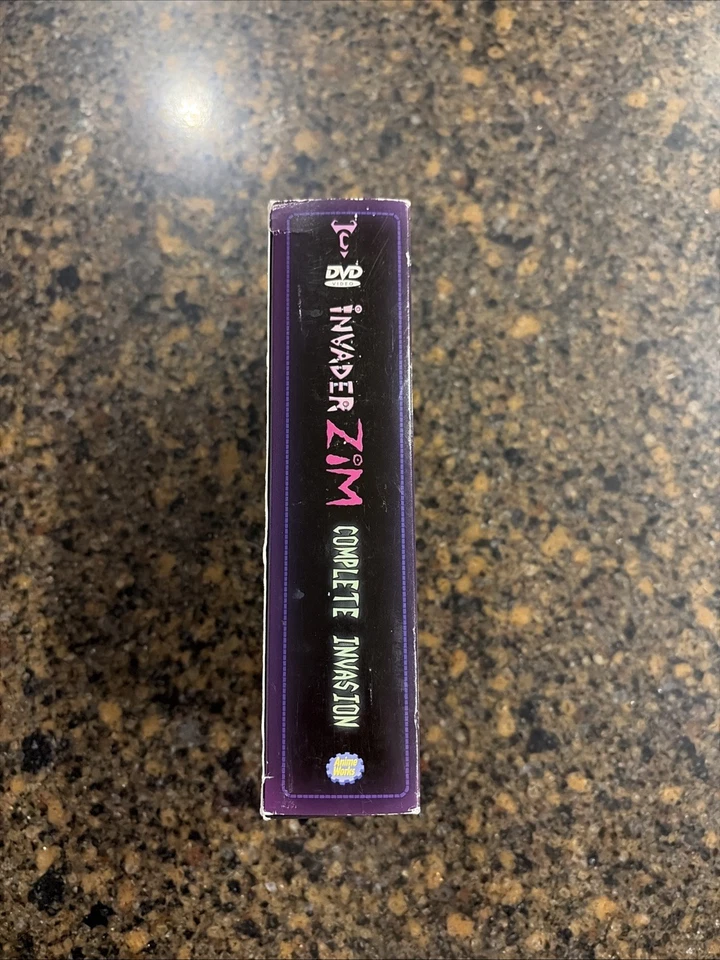 DVD
VIDEO
iNVADER ZiM
COMPLETE INVASION
Anime
Works